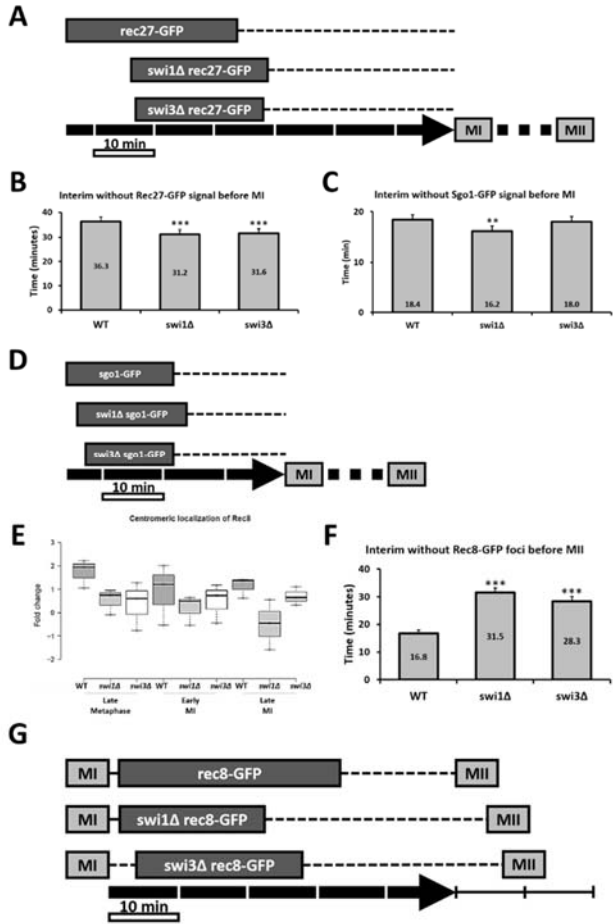 A
rec27-GFP
swi1Δ rec27-GFP
swi3Δ rec27-GFP
MI
MII
10 min
B
Interim without Rec27-GFP signal before MI
Time (minutes)
40
30
20
10
0
36.3
31.2
31.6
***
***
WT
swi1Δ
swi3Δ
C
Interim without Sgo1-GFP signal before MI
Time (min)
20
10
0
18.4
16.2
18.0
**
WT
swi1Δ
swi3Δ
D
sgo1-GFP
swi1Δ sgo1-GFP
swi3Δ sgo1-GFP
MI
MII
10 min
E
Centromeric localization of Rec8
Fold change
3
2
1
0
-1
-2
WT swi1Δ swi3Δ WT swi1Δ swi3Δ WT swi1Δ swi3Δ
Late Metaphase
Early MI
Late MI
F
Interim without Rec8-GFP foci before MII
Time (minutes)
40
30
20
10
0
16.8
31.5
28.3
***
***
WT
swi1Δ
swi3Δ
G
MI
rec8-GFP
MII
MI
swi1Δ rec8-GFP
MII
MI
swi3Δ rec8-GFP
MII
10 min